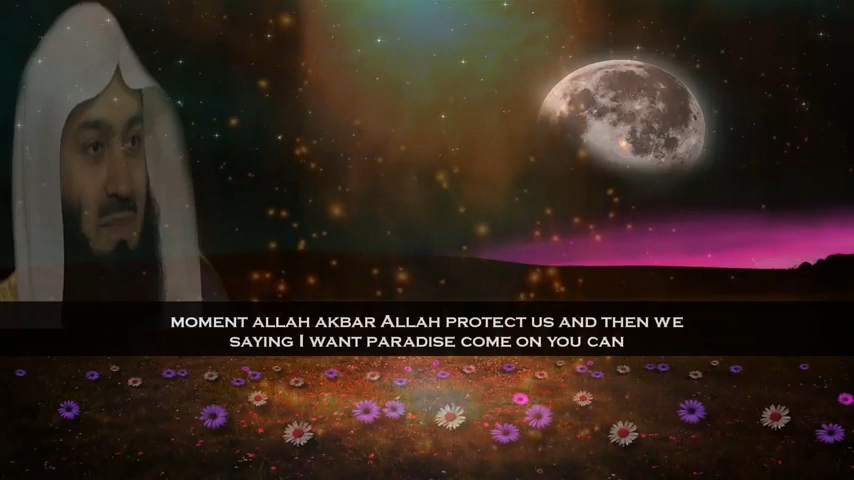 MOMENT ALLAH AKBAR ALLAH PROTECT US AND THEN WE
SAYING I WANT PARADISE COME ON YOU CAN